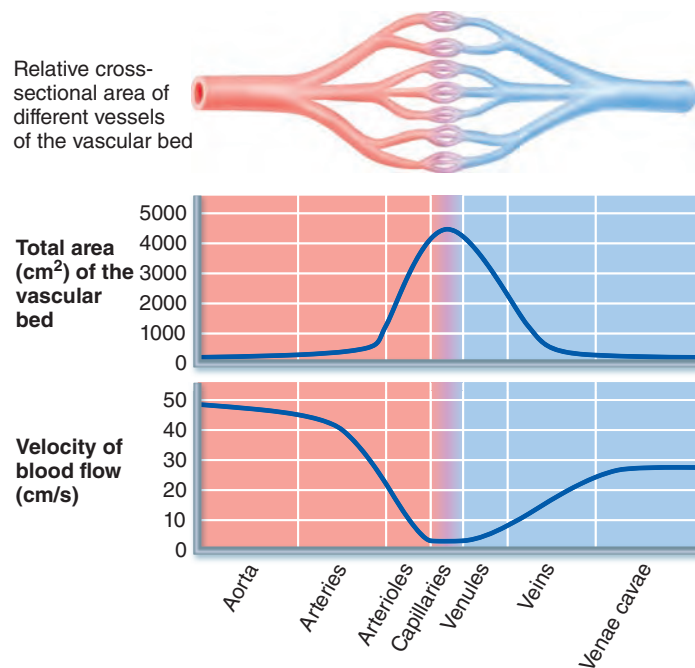 Relative cross-
sectional area of
different vessels
of the vascular bed
Total area
(cm²) of the
vascular
bed
5000
4000
3000
2000
1000
0
Velocity of
blood flow
(cm/s)
50
40
30
20
10
0
Aorta
Arteries
Arterioles
Capillaries
Venules
Veins
Venae cavae